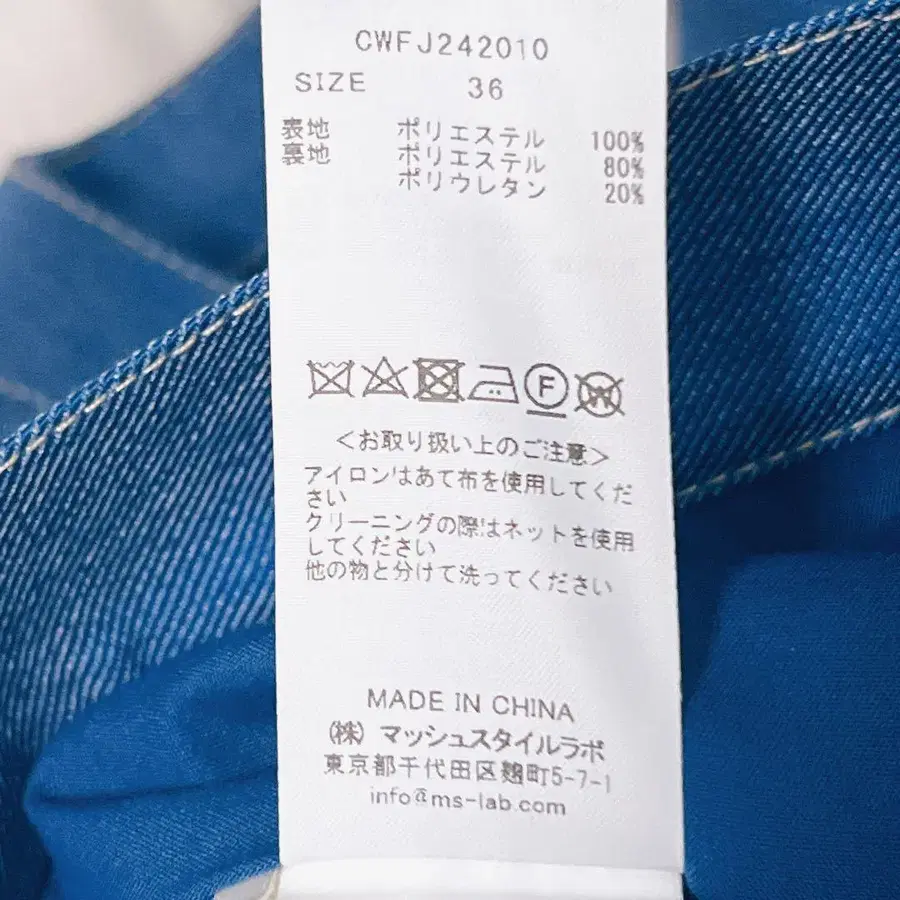 CWFJ242010
SIZE 36
表地 ポリエステル 100%
裏地 ポリエステル 80%
ポリウレタン 20%
F
W
<お取り扱い上のご注意>
アイロンはあて布を使用してくだ
さい
クリーニングの際はネットを使用
してください
他の物と分けて洗ってください
MADE IN CHINA
(株) マッシュスタイルラボ
東京都千代田区麹町5-7-1
info@ms-lab.com